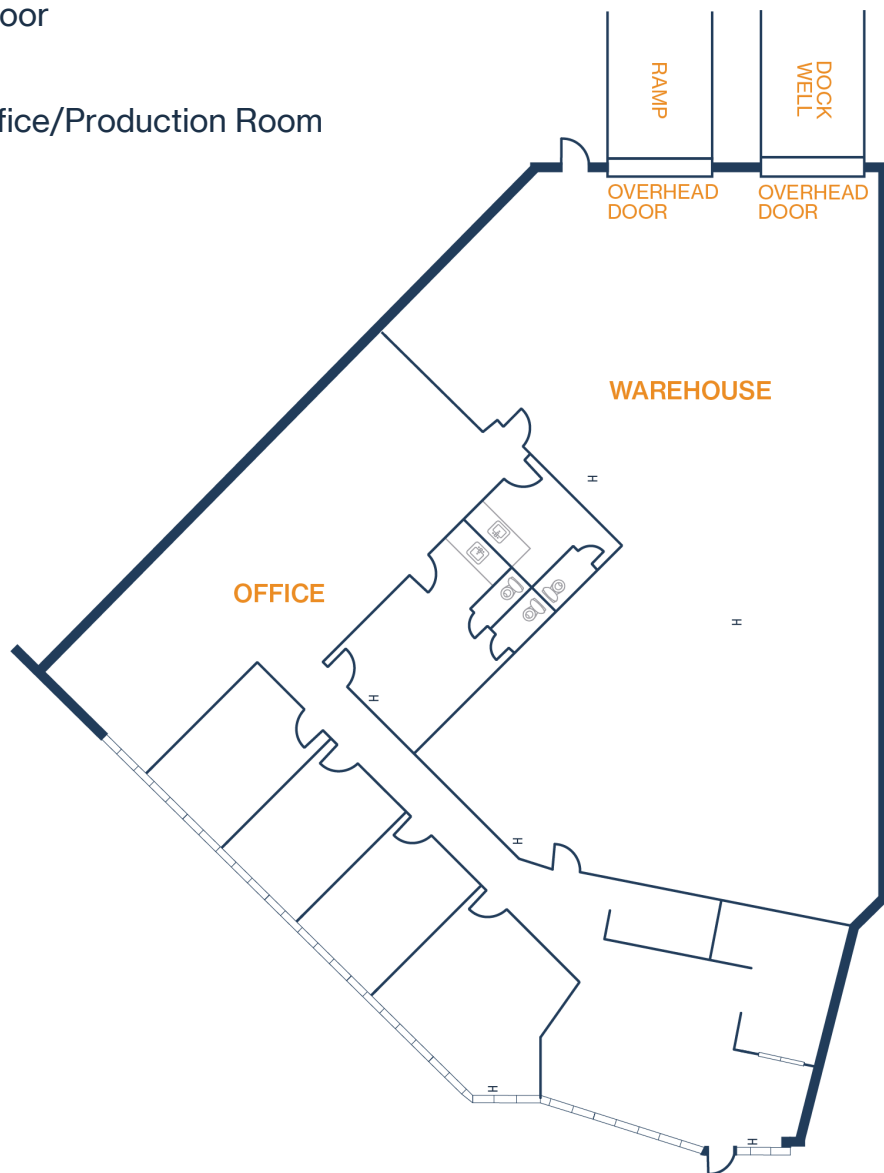 oor
fice/Production Room
RAMP
DOCK
WELL
OVERHEAD
DOOR
OVERHEAD
DOOR
WAREHOUSE
H
OFFICE
H
H
H
H
H